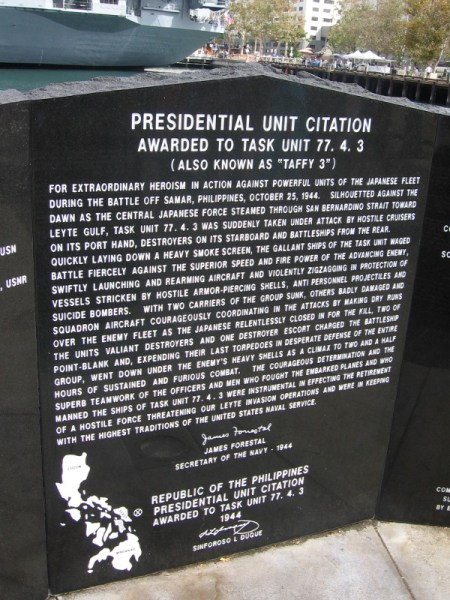 PRESIDENTIAL UNIT CITATION
AWARDED TO TASK UNIT 77. 4. 3
(ALSO KNOWN AS "TAFFY 3")
FOR EXTRAORDINARY HEROISM IN ACTION AGAINST POWERFUL UNITS OF THE JAPANESE FLEET
DURING THE BATTLE OFF SAMAR, PHILIPPINES, OCTOBER 25, 1944. SILHOUETTED AGAINST THE
DAWN AS THE CENTRAL JAPANESE FORCE STEAMED THROUGH SAN BERNARDINO STRAIT TOWARD
LEYTE GULF, TASK UNIT 77. 4. 3 WAS SUDDENLY TAKEN UNDER ATTACK BY HOSTILE CRUISERS
ON ITS PORT HAND, DESTROYERS ON ITS STARBOARD AND BATTLESHIPS FROM THE REAR.
QUICKLY LAYING DOWN A HEAVY SMOKE SCREEN, THE GALLANT SHIPS OF THE TASK UNIT WAGED
BATTLE FIERCELY AGAINST THE SUPERIOR SPEED AND FIRE POWER OF THE ADVANCING ENEMY,
SWIFTLY LAUNCHING AND REARMING AIRCRAFT AND VIOLENTLY ZIGZAGGING IN PROTECTION OF
VESSELS STRICKEN BY HOSTILE ARMOR-PIERCING SHELLS, ANTI PERSONNEL PROJECTILES AND
SUICIDE BOMBERS. WITH TWO CARRIERS OF THE GROUP SUNK, OTHERS BADLY DAMAGED AND
SQUADRON AIRCRAFT COURAGEOUSLY COORDINATING IN THE ATTACKS BY MAKING DRY RUNS
OVER THE ENEMY FLEET AS THE JAPANESE RELENTLESSLY CLOSED IN FOR THE KILL, TWO OF
THE UNITS VALIANT DESTROYERS AND ONE DESTROYER ESCORT CHARGED THE BATTLESHIP
POINT-BLANK AND, EXPENDING THEIR LAST TORPEDOES IN DESPERATE DEFENSE OF THE ENTIRE
GROUP, WENT DOWN UNDER THE ENEMY'S HEAVY SHELLS AS A CLIMAX TO TWO AND A HALF
HOURS OF SUSTAINED AND FURIOUS COMBAT. THE COURAGEOUS DETERMINATION AND THE
SUPERB TEAMWORK OF THE OFFICERS AND MEN WHO FOUGHT THE EMBARKED PLANES AND WHO
MANNED THE SHIPS OF TASK UNIT 77. 4. 3 WERE INSTRUMENTAL IN EFFECTING THE RETIREMENT
OF A HOSTILE FORCE THREATENING OUR LEYTE INVASION OPERATIONS AND WERE IN KEEPING
WITH THE HIGHEST TRADITIONS OF THE UNITED STATES NAVAL SERVICE.
James Forestal
JAMES FORESTAL
SECRETARY OF THE NAVY - 1944
REPUBLIC OF THE PHILIPPINES
PRESIDENTIAL UNIT CITATION
AWARDED TO TASK UNIT 77. 4. 3
1944
SINFOROSO L DUQUE
USN
, USNR